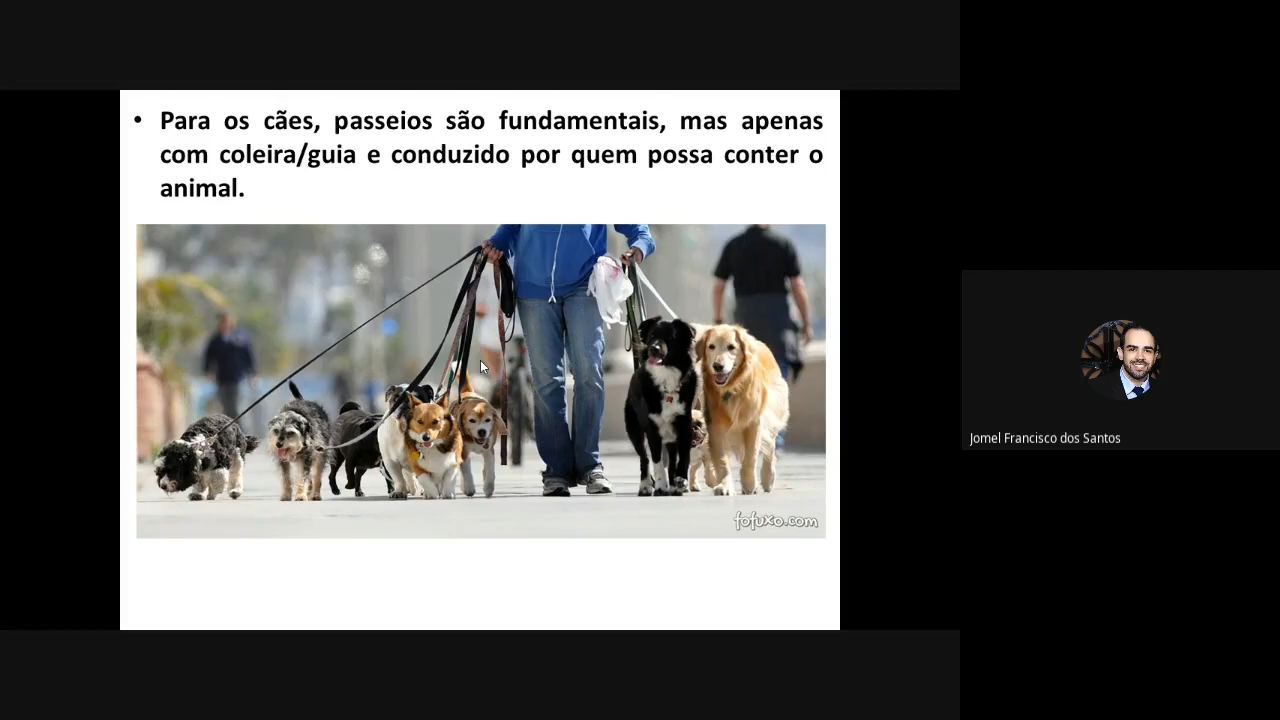 • Para os cães, passeios são fundamentais, mas apenas
com coleira/guia e conduzido por quem possa conter o
animal.
fofuxo.com
Jomel Francisco dos Santos